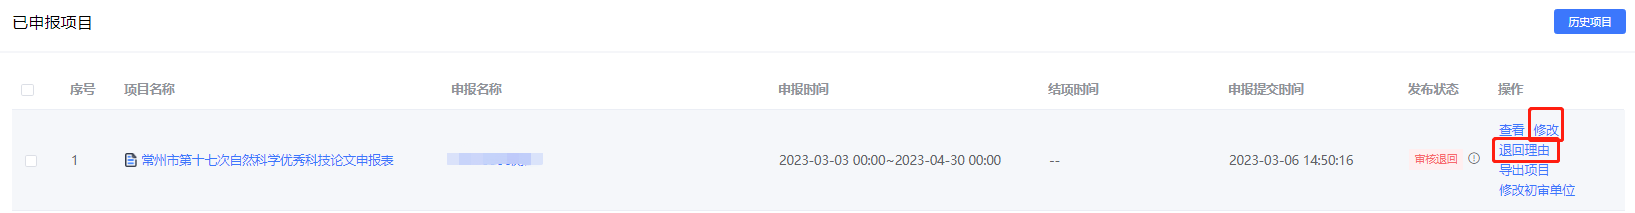 已申报项目
历史项目
序号 项目名称 申报名称 申报时间 结项时间 申报提交时间 发布状态 操作
1 常州市第十七次自然科学优秀科技论文申报表 2023-03-03 00:00~2023-04-30 00:00 -- 2023-03-06 14:50:16 审核退回 查看 修改
退回理由
导出项目
修改初审单位